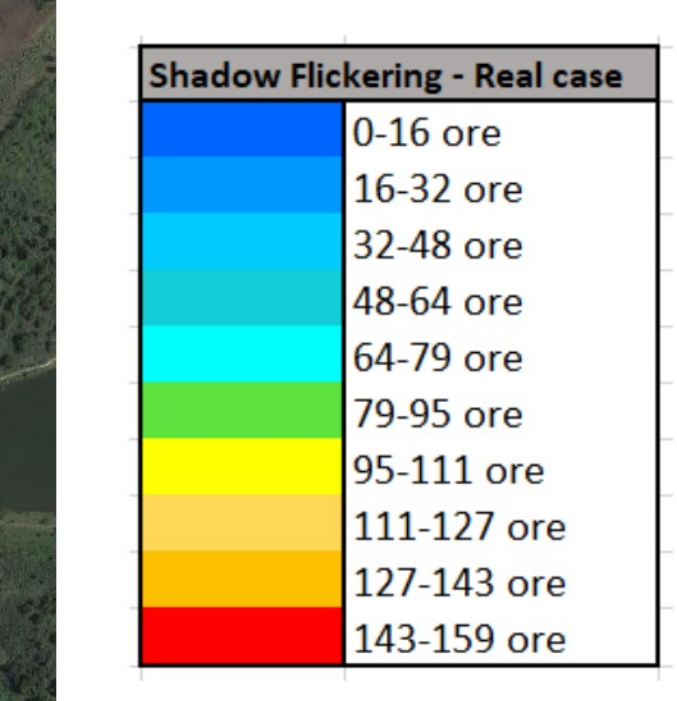 Shadow Flickering - Real case
0-16 ore
16-32 ore
32-48 ore
48-64 ore
64-79 ore
79-95 ore
95-111 ore
111-127 ore
127-143 ore
143-159 ore